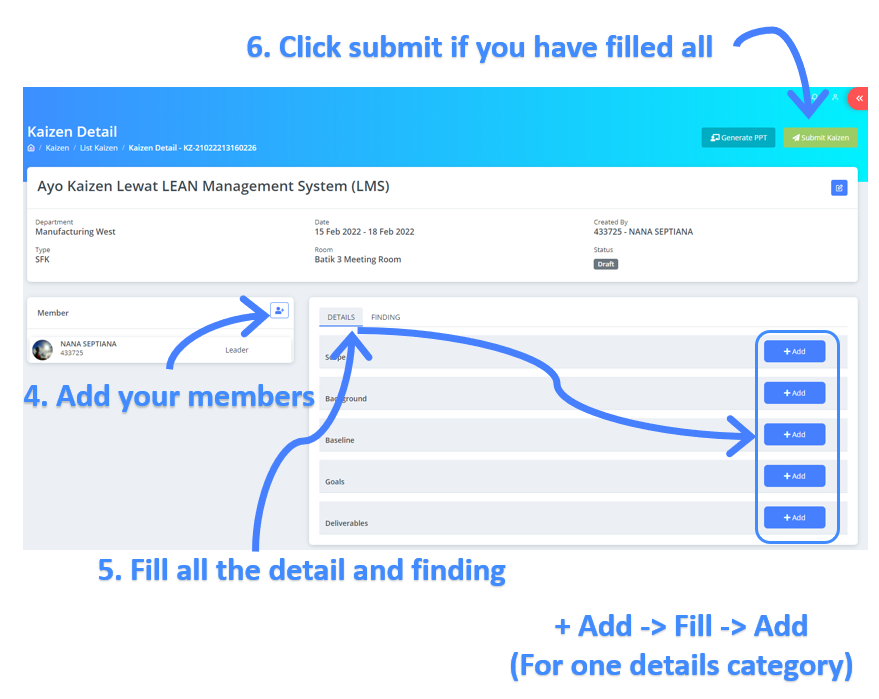 6. Click submit if you have filled all
Kaizen Detail
/ Kaizen / List Kaizen / Kaizen Detail - KZ-21022213160226
Generate PPT
Submit Kaizen
Ayo Kaizen Lewat LEAN Management System (LMS)
Department
Manufacturing West
Date
15 Feb 2022 - 18 Feb 2022
Created By
433725 - NANA SEPTIANA
Type
SFK
Room
Batik 3 Meeting Room
Status
Draft
Member
NANA SEPTIANA
433725
Leader
4. Add your members
DETAILS
FINDING
Scope
+ Add
Background
+ Add
Baseline
+ Add
Goals
+ Add
Deliverables
+ Add
5. Fill all the detail and finding
+ Add -> Fill -> Add
(For one details category)